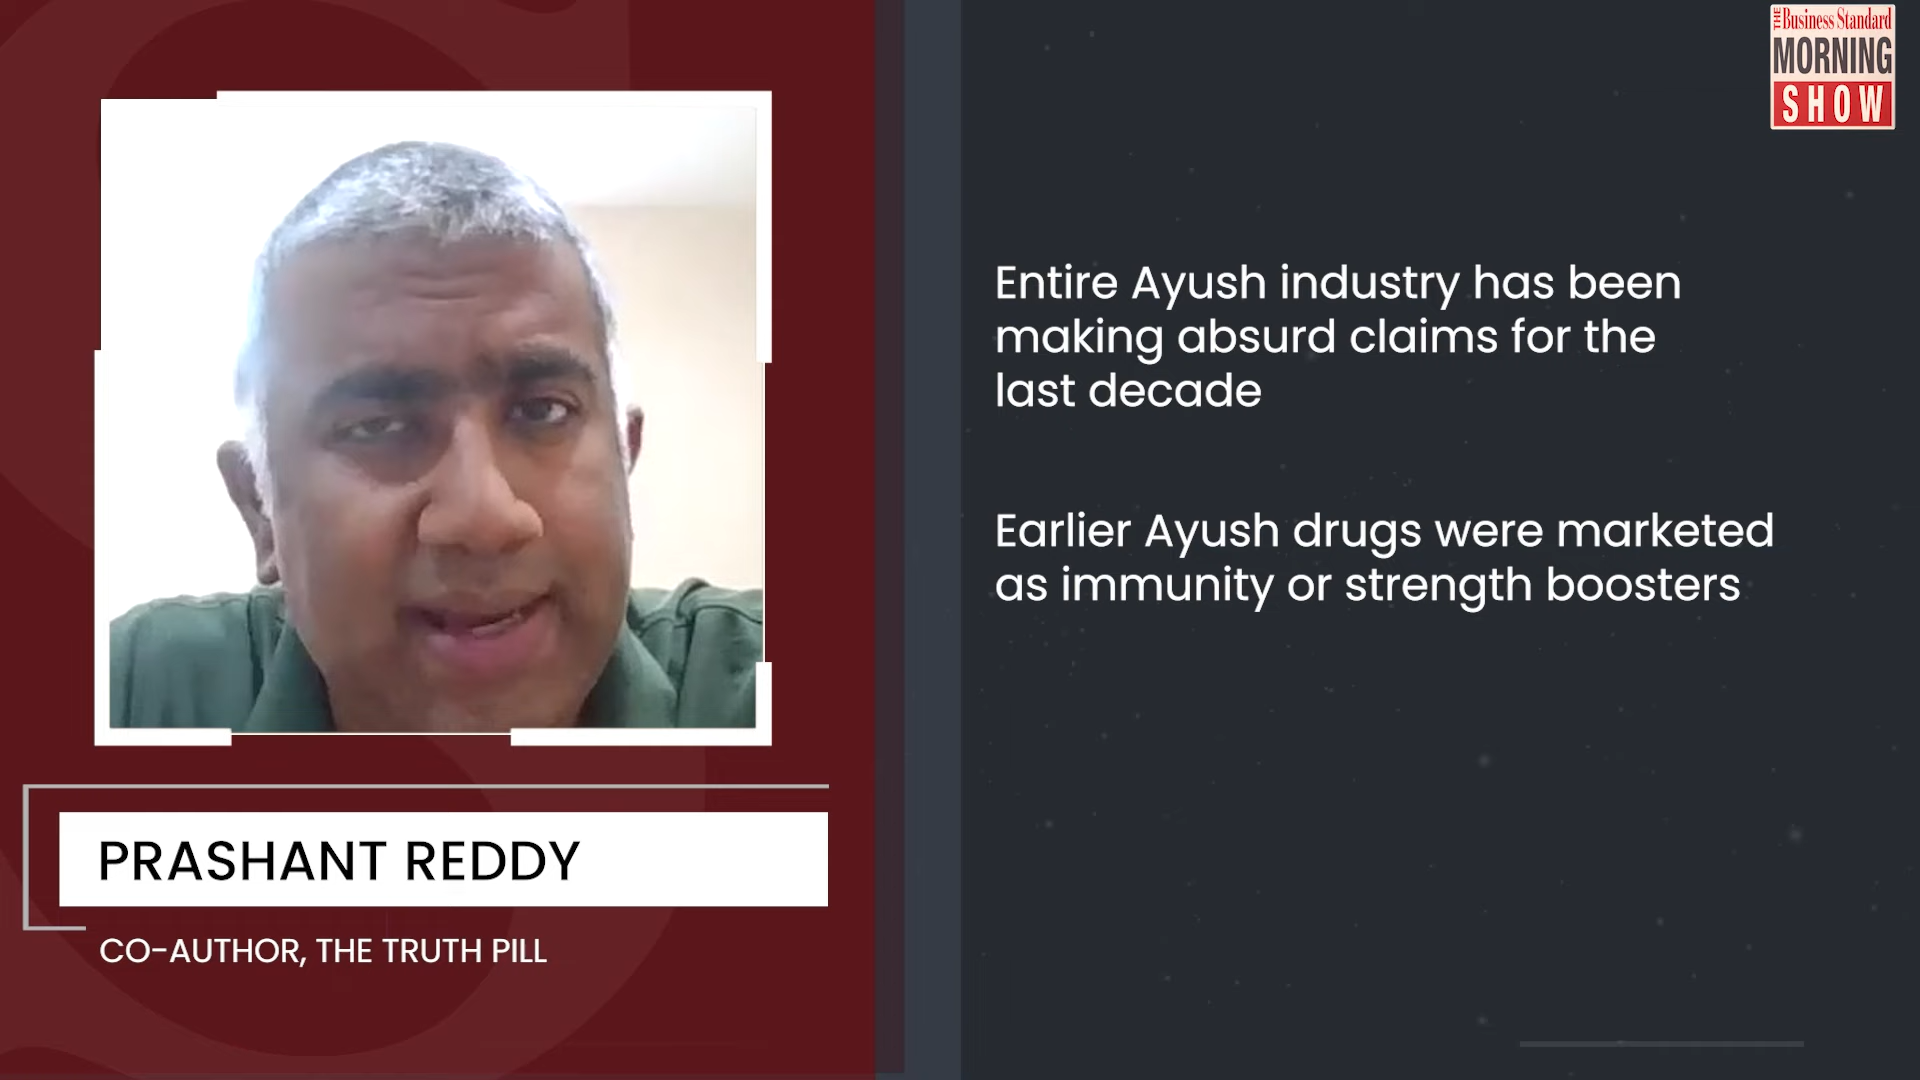 THE Business Standard
MORNING
SHOW
Entire Ayush industry has been
making absurd claims for the
last decade
Earlier Ayush drugs were marketed
as immunity or strength boosters
PRASHANT REDDY
CO-AUTHOR, THE TRUTH PILL